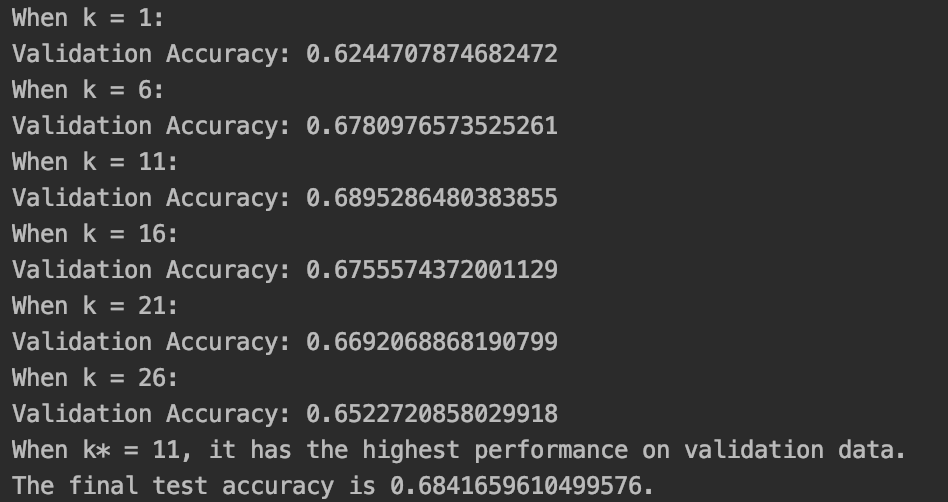 When k = 1:
Validation Accuracy: 0.6244707874682472
When k = 6:
Validation Accuracy: 0.6780976573525261
When k = 11:
Validation Accuracy: 0.6895286480383855
When k = 16:
Validation Accuracy: 0.6755574372001129
When k = 21:
Validation Accuracy: 0.6692068868190799
When k = 26:
Validation Accuracy: 0.6522720858029918
When k* = 11, it has the highest performance on validation data.
The final test accuracy is 0.6841659610499576.